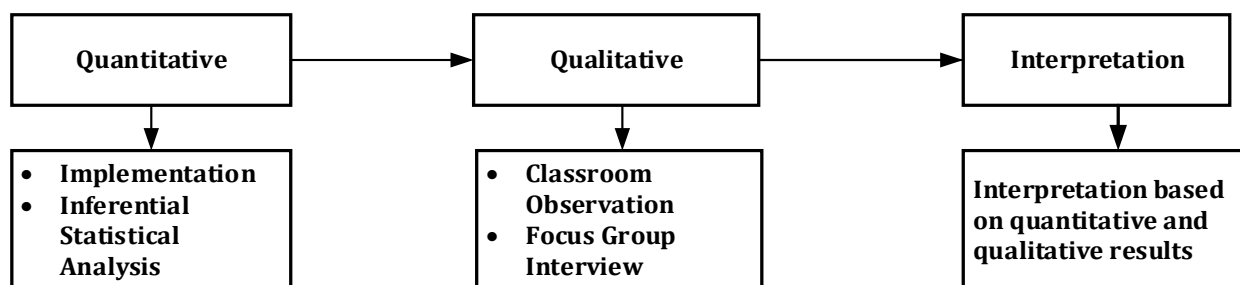 Quantitative
Qualitative
Interpretation
• Implementation
• Inferential
Statistical
Analysis
• Classroom
Observation
• Focus Group
Interview
Interpretation based
on quantitative and
qualitative results